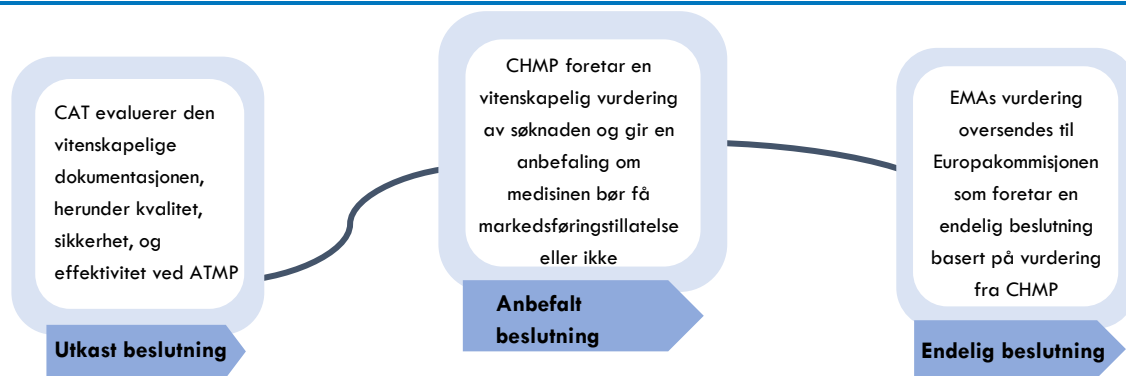 CAT evaluerer den
vitenskapelige
dokumentasjonen,
herunder kvalitet,
sikkerhet, og
effektivitet ved ATMP
Utkast beslutning
CHMP foretar en
vitenskapelig vurdering
av søknaden og gir en
anbefaling om
medisinen bør få
markedsføringstillatelse
eller ikke
Anbefalt
beslutning
EMAs vurdering
oversendes til
Europakommisjonen
som foretar en
endelig beslutning
basert på vurdering
fra CHMP
Endelig beslutning